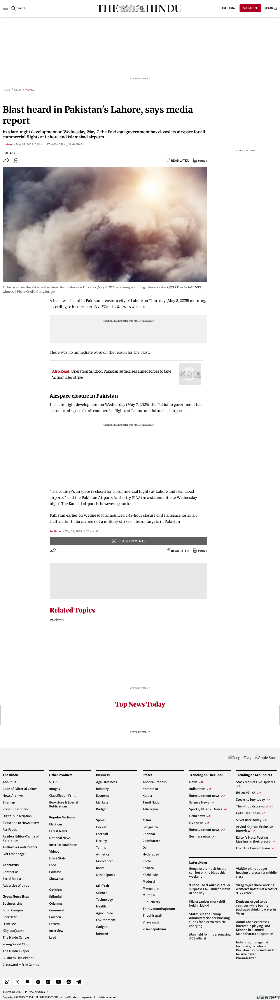 Search
THE HINDU
FREE TRIAL
SUBSCRIBE
LOGIN
ADVERTISEMENT
HOME / NEWS / WORLD
Blast heard in Pakistan's Lahore, says media
report
In a late-night development on Wednesday, May 7, the Pakistan government has closed its airspace for all
commercial flights at Lahore and Islamabad airports.
Updated - May 08, 2025 10:56 am IST - NEW DELHI/ISLAMABAD
ADVERTISEMENT
REUTERS
READ LATER
PRINT
A blast was heard in Pakistan’s eastern city of Lahore on Thursday (May 8, 2025) morning, according to broadcaster Geo TV and a Reuters
witness. | Photo Credit: Getty Images
A blast was heard in Pakistan's eastern city of Lahore on Thursday (May 8, 2025) morning,
according to broadcaster Geo TV and a Reuters witness.
Continue reading after this ADVERTISEMENT
There was no immediate word on the reason for the blast.
Also Read: Operation Sindoor: Pakistan authorises armed forces to take
‘action’ after strike
Airspace closure in Pakistan
In a late-night development on Wednesday (May 7, 2025), the Pakistan government has
closed its airspace for all commercial flights at Lahore and Islamabad airports.
Continue reading after this ADVERTISEMENT
“The country’s airspace is closed for all commercial flights at Lahore and Islamabad
airports," said the Pakistan Airports Authority (PAA) in a statement late Wednesday
night. The Karachi airport is however operational.
Pakistan earlier on Wednesday announced a 48-hour closure of its airspace for all air
traffic after India carried out a military strike on terror targets in Pakistan
Published - May 08, 2025 10:20 am IST
READ COMMENTS
READ LATER
PRINT
Related Topics
Pakistan
ADVERTISEMENT
Top News Today
ADVERTISEMENT
Google Play
Apple Store
The Hindu
About Us
Code of Editorial Values
News Archive
Sitemap
Print Subscription
Digital Subscription
Subscribe to Newsletters
Rss Feeds
Readers Editor-Terms of
Reference
Authors & Contributors
Gift Front page
Contact us
Contact Us
Social Media
Advertise With Us
Group News Sites
Business Line
BL on Campus
Sportstar
Frontline
இந்து தமிழ் திசை
The Hindu Centre
Young World Club
The Hindu ePaper
Business Line ePaper
Crossword + Free Games
Other Products
STEP
Images
Classifieds - Print
Bookstore & Special
Publications
Popular Sections
Elections
Latest News
National News
International News
Videos
Life & Style
Food
Podcast
Showcase
Opinion
Editorial
Columns
Comment
Cartoon
Letters
Interview
Lead
Business
Agri-Business
Industry
Economy
Markets
Budget
Sport
Cricket
Football
Hockey
Tennis
Athletics
Motorsport
Races
Other Sports
Sci-Tech
Science
Technology
Health
Agriculture
Environment
Gadgets
Internet
States
Andhra Pradesh
Karnataka
Kerala
Tamil Nadu
Telangana
Cities
Bengaluru
Chennai
Coimbatore
Delhi
Hyderabad
Kochi
Kolkata
Kozhikode
Madurai
Mangaluru
Mumbai
Puducherry
Thiruvananthapuram
Tiruchirapalli
Vijayawada
Visakhapatnam
Trending on The Hindu
News
India News
Entertainment news
Science News
Sports, IPL 2025 News
Delhi news
Live news
Entertainment news
Business news
Trending on Group sites
Stock Market Live Updates
IPL 2025 - SS
Stocks to buy today
The Hindu Crossword
Gold Rate Today
Silver Rate Today
Arvind Kejriwal Exclusive
Interview
Editor’s Note: Putting
Muslims in their place?
Frontline Current Issue
Latest News
Bengaluru’s music lovers
can bet on the blues this
weekend
‘Grand Theft Auto VI’ trailer
surpasses 475 million views
in one day
Kila organises mock drill
held in Idukki
States sue the Trump
administration for blocking
funds for electric vehicle
charging
Man held for impersonating
ACB official
VMRDA plans budget
housing projects for middle
class
Vizag to get three working
women’s hostels at a cost of
₹172 crore
Denizens urged to be
cautious while buying
packaged drinking water in
Vizag
Aamir Khan expresses
interest in playing Lord
Krishna in planned
Mahabharata adaptation
India’s fight is against
terrorists, for whom
Pakistan has turned out to
be safe haven:
Purandeswari
TERMS OF USE / PRIVACY POLICY /
Copyright© 2025, THG PUBLISHING PVT LTD. or its affiliated companies. All rights reserved.
BACK TO TOP